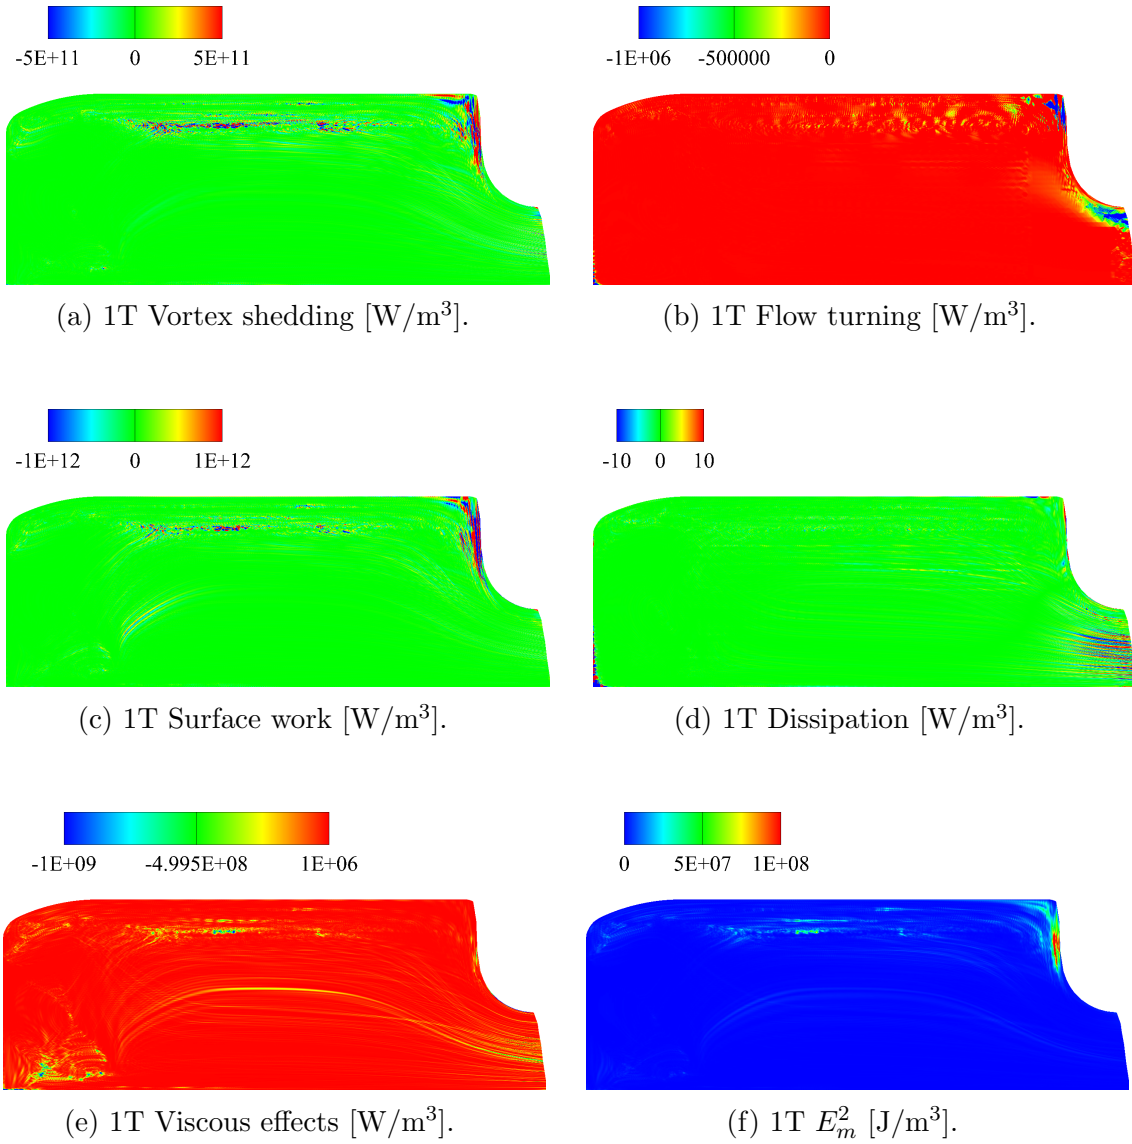 -5E+11 0 5E+11
-1E+06 -500000 0
(a) 1T Vortex shedding [W/m³].
(b) 1T Flow turning [W/m³].
-1E+12 0 1E+12
-10 0 10
(c) 1T Surface work [W/m³].
(d) 1T Dissipation [W/m³].
-1E+09 -4.995E+08 1E+06
0 5E+07 1E+08
(e) 1T Viscous effects [W/m³].
(f) 1T E²ₘ [J/m³].